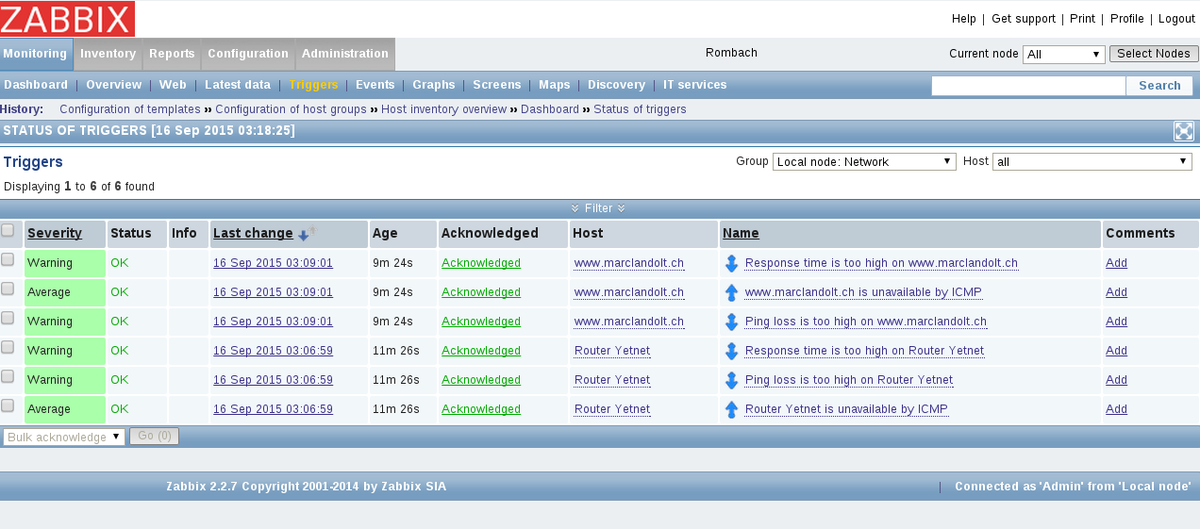 ZABBIX
Help | Get support | Print | Profile | Logout
Monitoring Inventory Reports Configuration Administration Rombach Current node All Select Nodes
Dashboard | Overview | Web | Latest data | Triggers | Events | Graphs | Screens | Maps | Discovery | IT services Search
History: Configuration of templates ›› Configuration of host groups ›› Host inventory overview ›› Dashboard ›› Status of triggers
STATUS OF TRIGGERS [16 Sep 2015 03:18:25]
Triggers Group Local node: Network Host all
Displaying 1 to 6 of 6 found
Filter
Severity Status Info Last change Age Acknowledged Host Name Comments
Warning OK 16 Sep 2015 03:09:01 9m 24s Acknowledged www.marclandolt.ch Response time is too high on www.marclandolt.ch Add
Average OK 16 Sep 2015 03:09:01 9m 24s Acknowledged www.marclandolt.ch www.marclandolt.ch is unavailable by ICMP Add
Warning OK 16 Sep 2015 03:09:01 9m 24s Acknowledged www.marclandolt.ch Ping loss is too high on www.marclandolt.ch Add
Warning OK 16 Sep 2015 03:06:59 11m 26s Acknowledged Router Yetnet Response time is too high on Router Yetnet Add
Warning OK 16 Sep 2015 03:06:59 11m 26s Acknowledged Router Yetnet Ping loss is too high on Router Yetnet Add
Average OK 16 Sep 2015 03:06:59 11m 26s Acknowledged Router Yetnet Router Yetnet is unavailable by ICMP Add
Bulk acknowledge Go (0)
Zabbix 2.2.7 Copyright 2001-2014 by Zabbix SIA | Connected as 'Admin' from 'Local node'